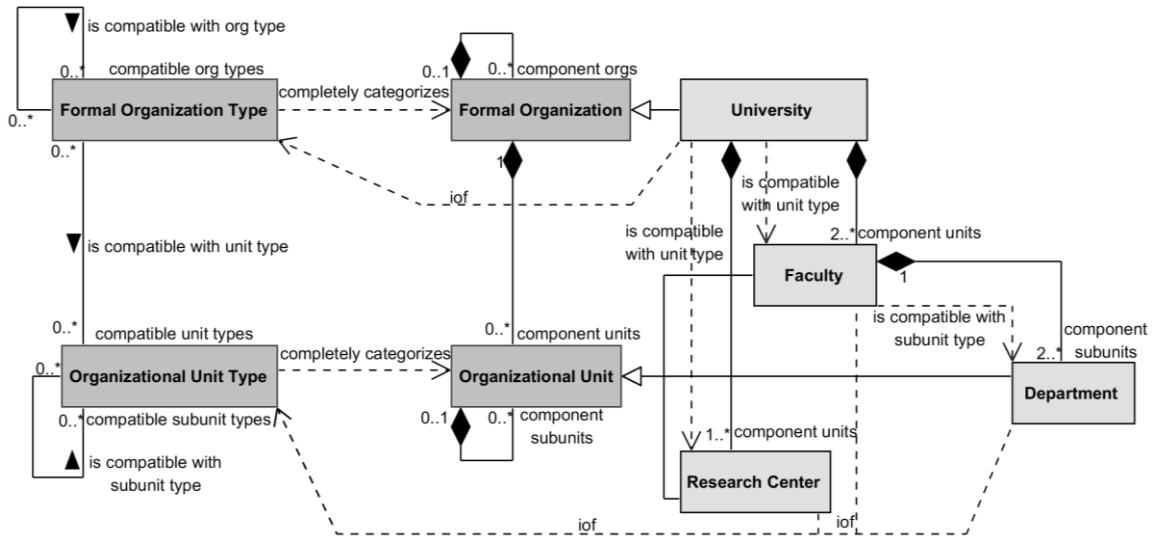 is compatible with org type
0..*
compatible org types
0..1
0..*
component orgs
Formal Organization Type
completely categorizes
Formal Organization
University
0..*
0..*
1
iof
is compatible
with unit type
is compatible
with unit type
is compatible with unit type
2..*
component units
Faculty
1
is compatible with
subunit type
component
subunits
2..*
0..*
compatible unit types
0..*
component units
completely categorizes
0..*
Organizational Unit Type
Organizational Unit
Department
0..*
compatible subunit types
0..1
0..*
component
subunits
1..*
component units
is compatible with
subunit type
Research Center
iof
iof